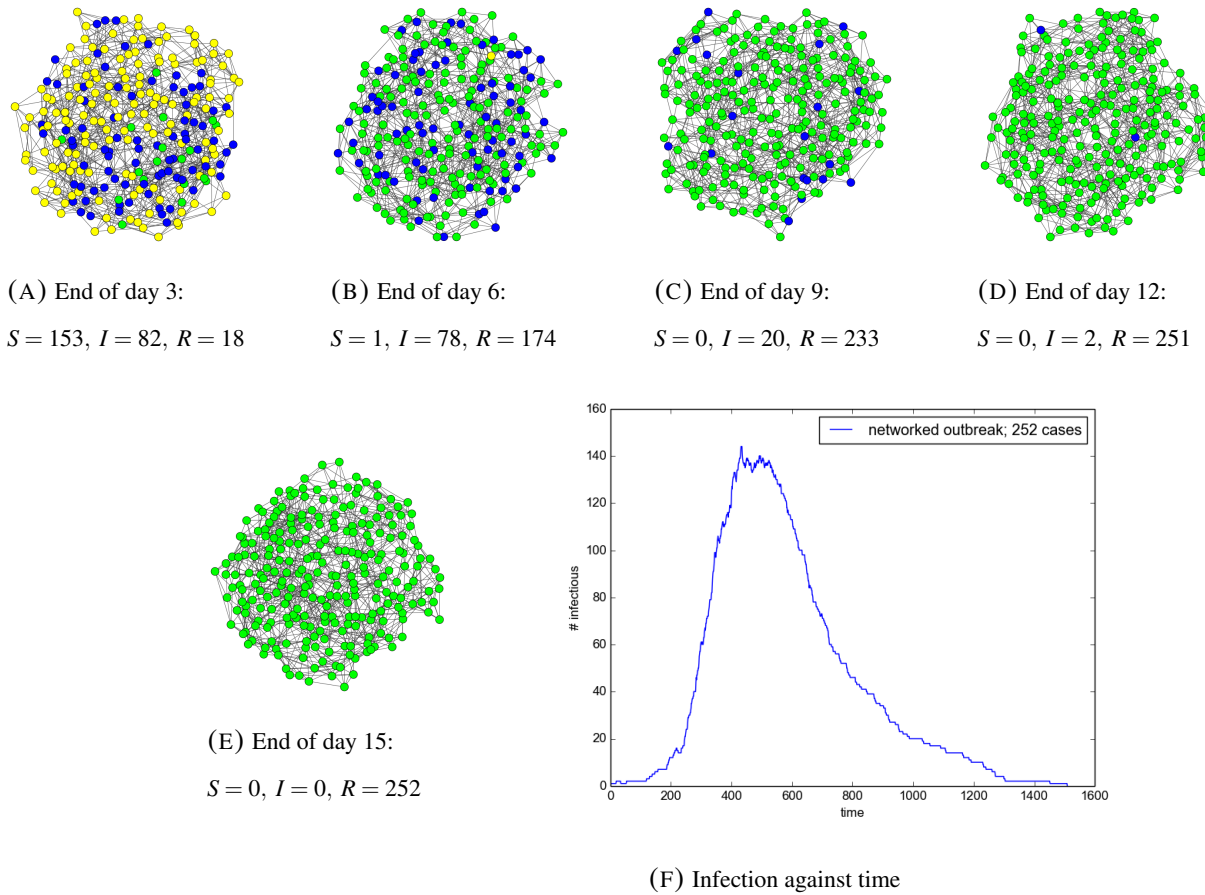 (A) End of day 3:
S = 153, I = 82, R = 18
(B) End of day 6:
S = 1, I = 78, R = 174
(C) End of day 9:
S = 0, I = 20, R = 233
(D) End of day 12:
S = 0, I = 2, R = 251
(E) End of day 15:
S = 0, I = 0, R = 252
160
140
120
100
80
60
40
20
0
# infectious
networked outbreak; 252 cases
0 200 400 600 800 1000 1200 1400 1600
time
(F) Infection against time